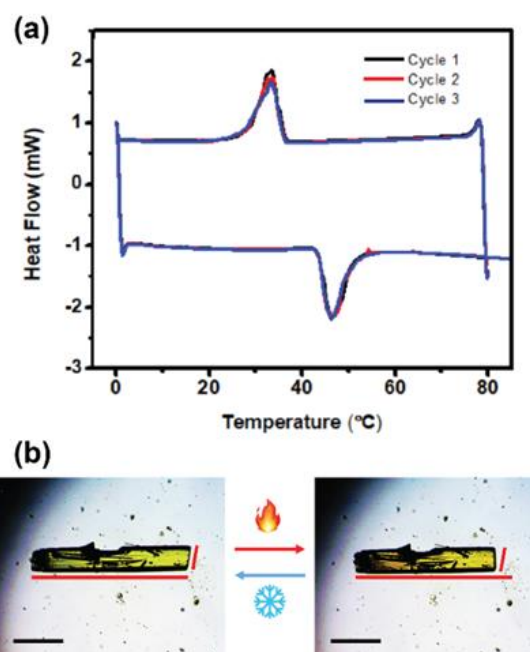 (a)
Cycle 1
Cycle 2
Cycle 3
2
1
0
-1
-2
-3
Heat Flow (mW)
0
20
40
60
80
Temperature (°C)
(b)